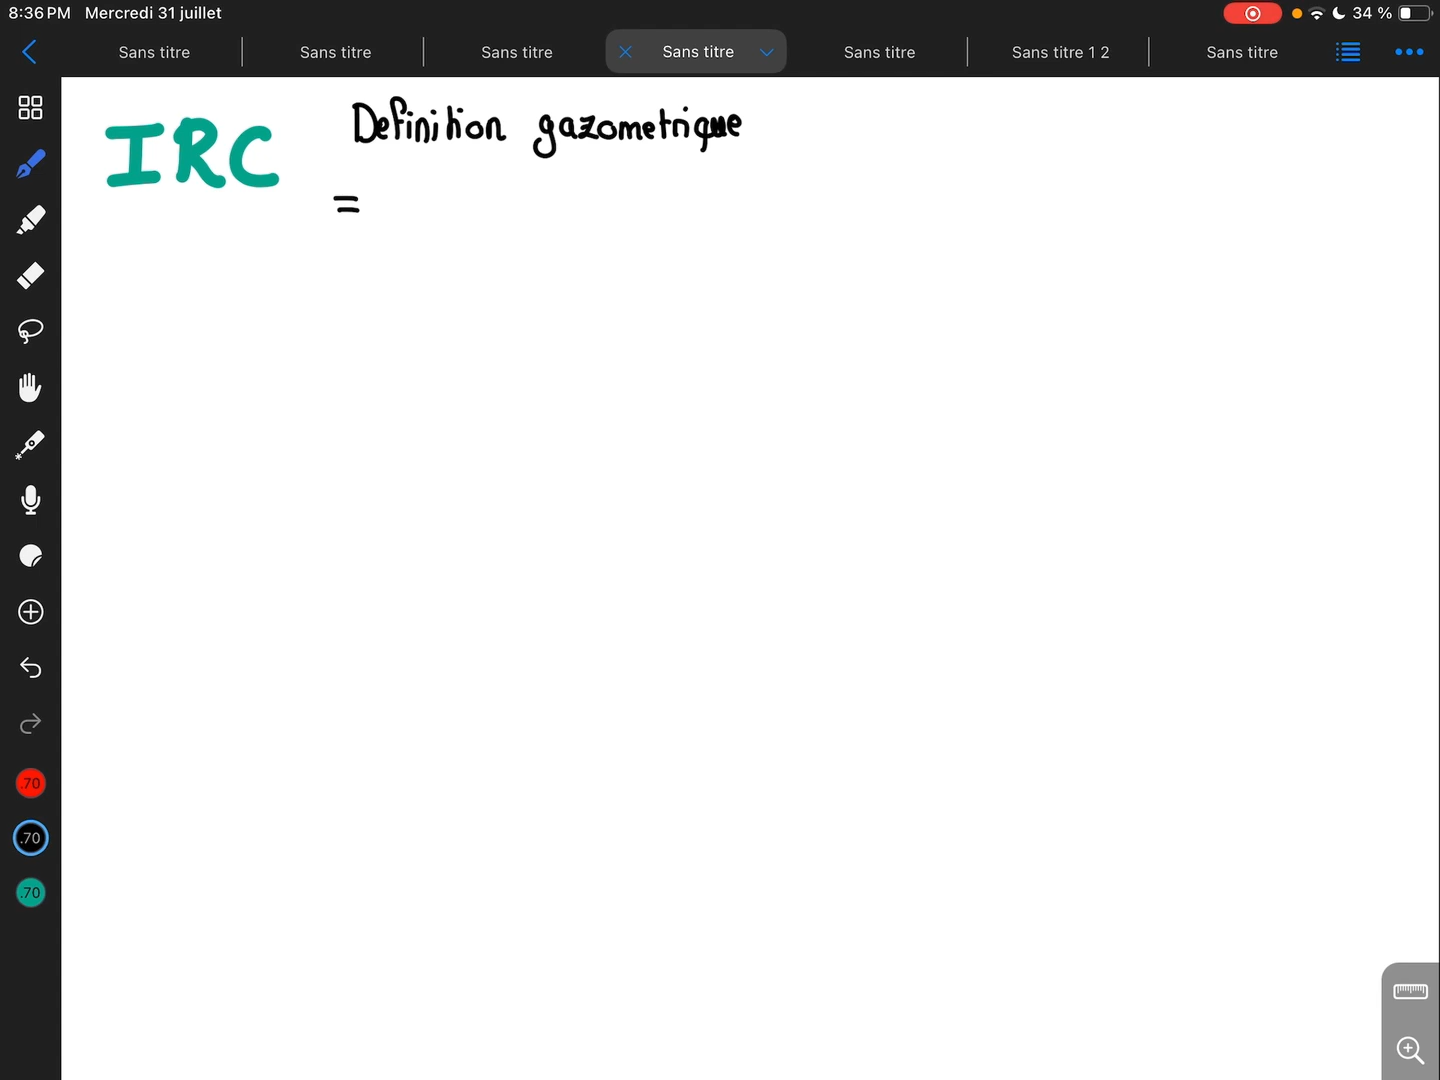 8:36 PM Mercredi 31 juillet 34 %
Sans titre Sans titre Sans titre Sans titre Sans titre Sans titre 1 2 Sans titre
IRC Definition gazometrique
=
.70
.70
.70